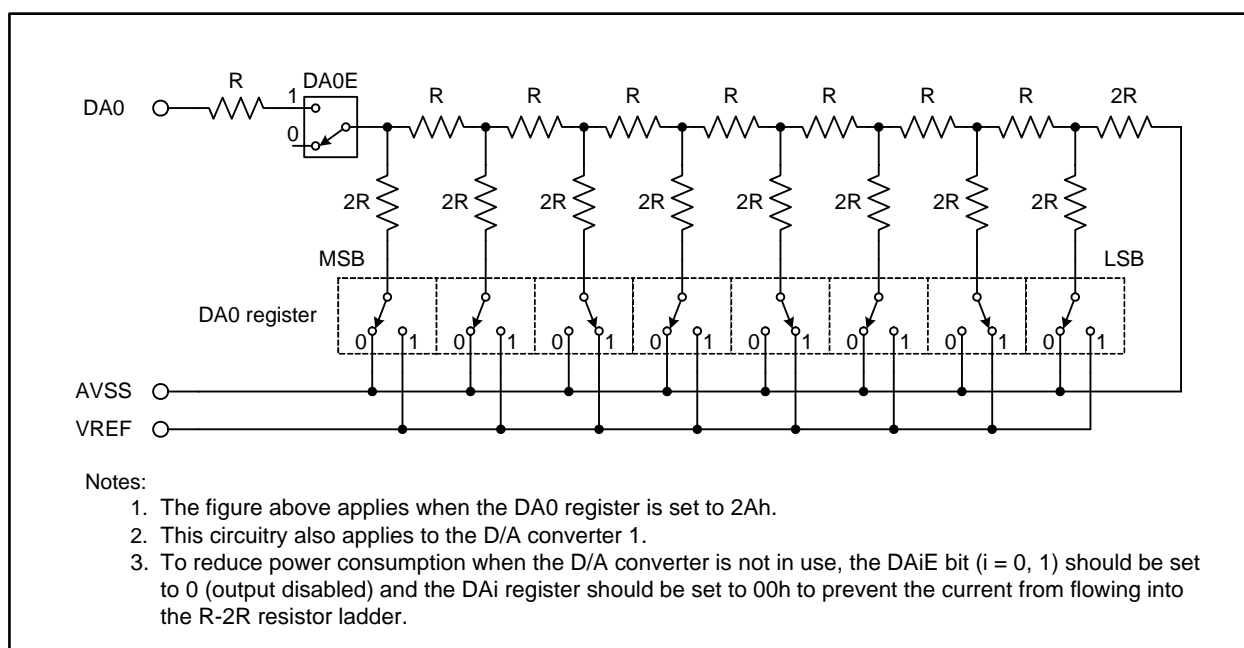 R DA0E R R R R R R R 2R
DA0 1
0
2R 2R 2R 2R 2R 2R 2R 2R
MSB LSB
DA0 register
0 1 0 1 0 1 0 1 0 1 0 1 0 1 0 1
AVSS
VREF
Notes:
1. The figure above applies when the DA0 register is set to 2Ah.
2. This circuitry also applies to the D/A converter 1.
3. To reduce power consumption when the D/A converter is not in use, the DAiE bit (i = 0, 1) should be set
to 0 (output disabled) and the DAi register should be set to 00h to prevent the current from flowing into
the R-2R resistor ladder.